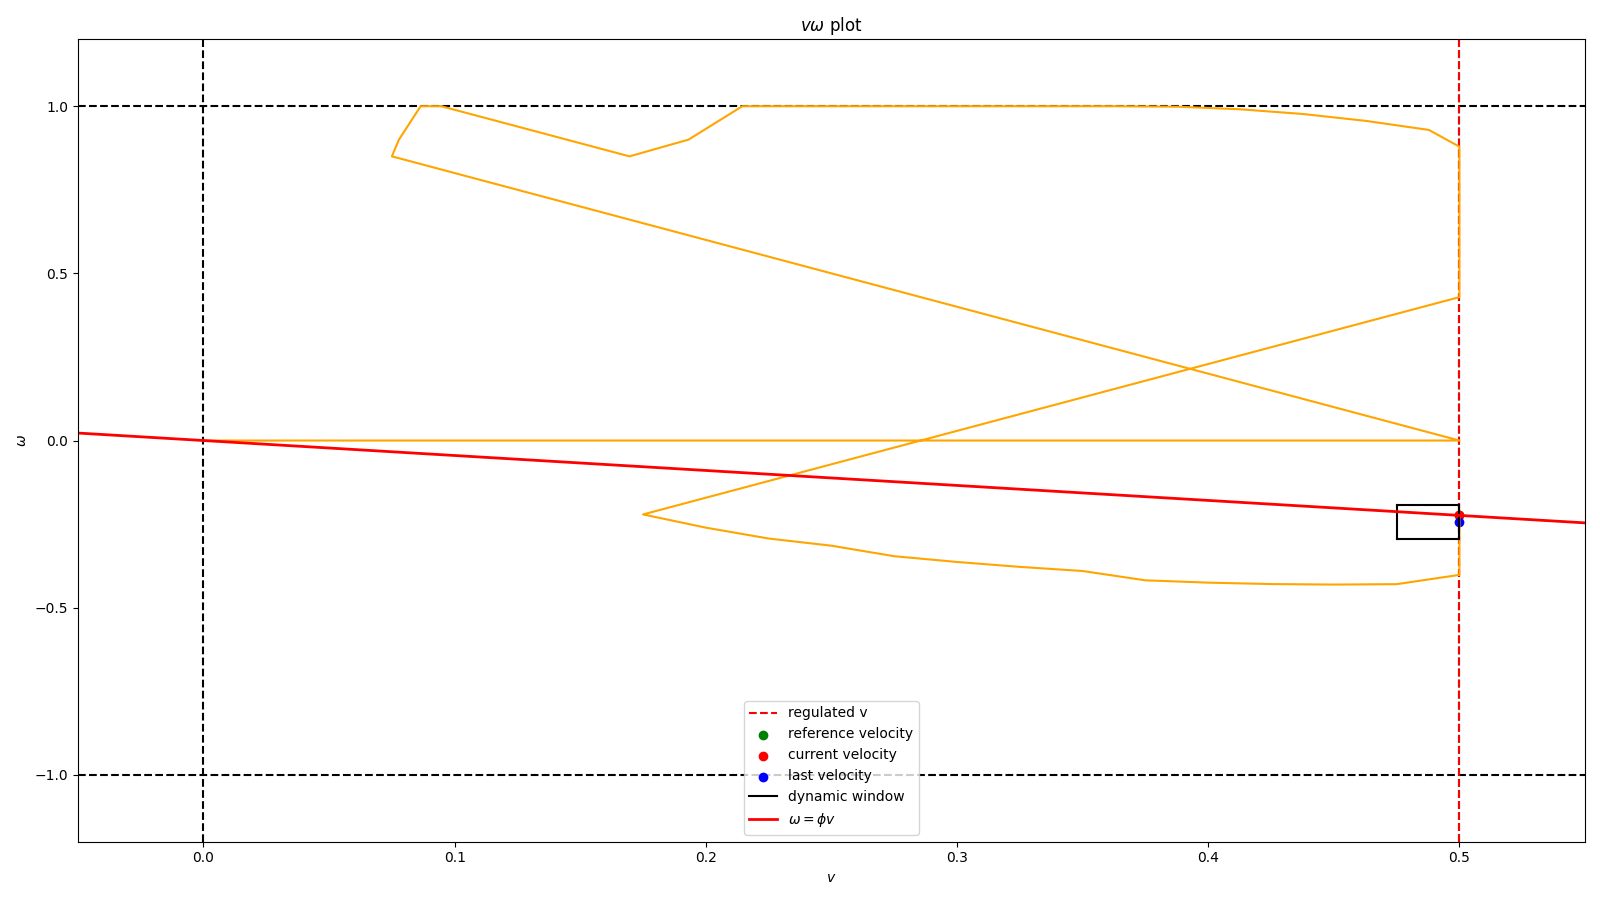 vω plot
1.0
0.5
0.0
−0.5
−1.0
ω
regulated v
reference velocity
current velocity
last velocity
dynamic window
ω = ϕv
0.0 0.1 0.2 0.3 0.4 0.5
v